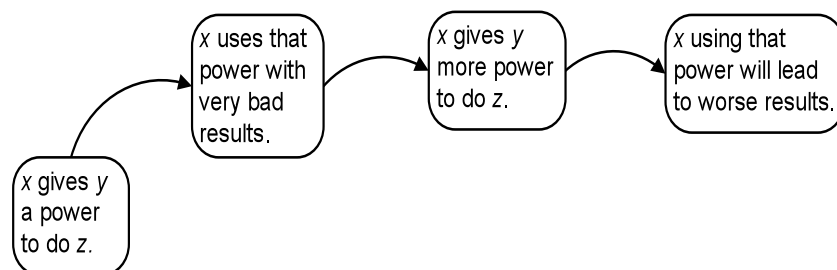 x gives y
a power
to do z.
x uses that
power with
very bad
results.
x gives y
more power
to do z.
x using that
power will lead
to worse results.